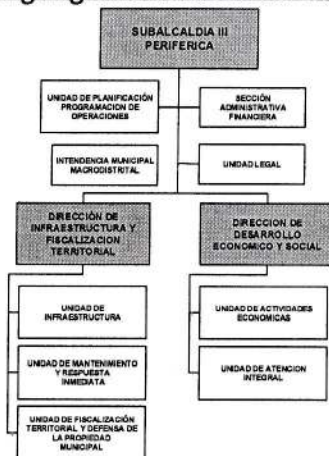 SUBALCALDIA III
PERIFERICA
UNIDAD DE PLANIFICACIÓN
PROGRAMACION DE
OPERACIONES
SECCIÓN
ADMINISTRATIVA
FINANCIERA
INTENDENCIA MUNICIPAL
MACRODISTRITAL
UNIDAD LEGAL
DIRECCIÓN DE
INFRAESTRUCTURA Y
FISCALIZACION
TERRITORIAL
DIRECCION DE
DESARROLLO
ECONOMICO Y SOCIAL
UNIDAD DE
INFRAESTRUCTURA
UNIDAD DE MANTENIMIENTO
Y RESPUESTA
INMEDIATA
UNIDAD DE FISCALIZACIÓN
TERRITORIAL Y DEFENSA DE
LA PROPIEDAD
MUNICIPAL
UNIDAD DE ACTIVIDADES
ECONOMICAS
UNIDAD DE ATENCION
INTEGRAL